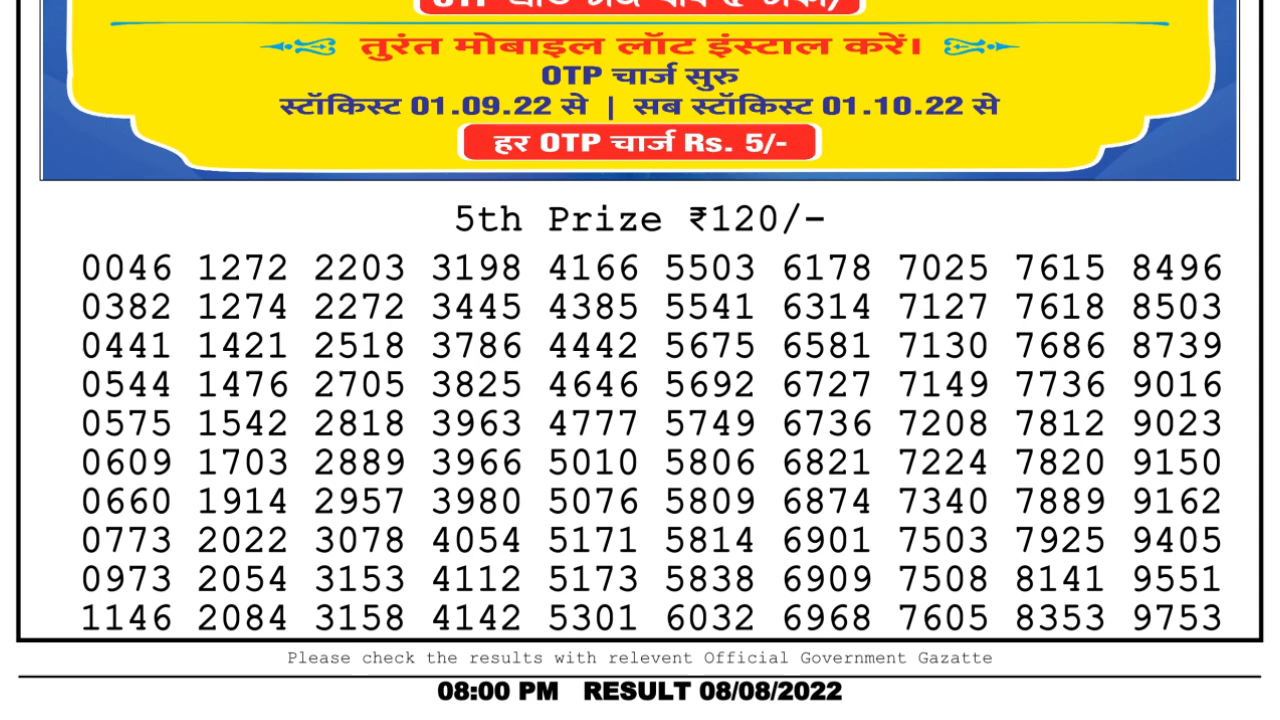 तुरंत मोबाइल लॉट इंस्टाल करें।
OTP चार्ज सुरु
स्टॉकिस्ट 01.09.22 से | सब स्टॉकिस्ट 01.10.22 से
हर OTP चार्ज Rs. 5/-
5th Prize ₹120/-
0046 1272 2203 3198 4166 5503 6178 7025 7615 8496
0382 1274 2272 3445 4385 5541 6314 7127 7618 8503
0441 1421 2518 3786 4442 5675 6581 7130 7686 8739
0544 1476 2705 3825 4646 5692 6727 7149 7736 9016
0575 1542 2818 3963 4777 5749 6736 7208 7812 9023
0609 1703 2889 3966 5010 5806 6821 7224 7820 9150
0660 1914 2957 3980 5076 5809 6874 7340 7889 9162
0773 2022 3078 4054 5171 5814 6901 7503 7925 9405
0973 2054 3153 4112 5173 5838 6909 7508 8141 9551
1146 2084 3158 4142 5301 6032 6968 7605 8353 9753
Please check the results with relevent Official Government Gazatte
08:00 PM RESULT 08/08/2022